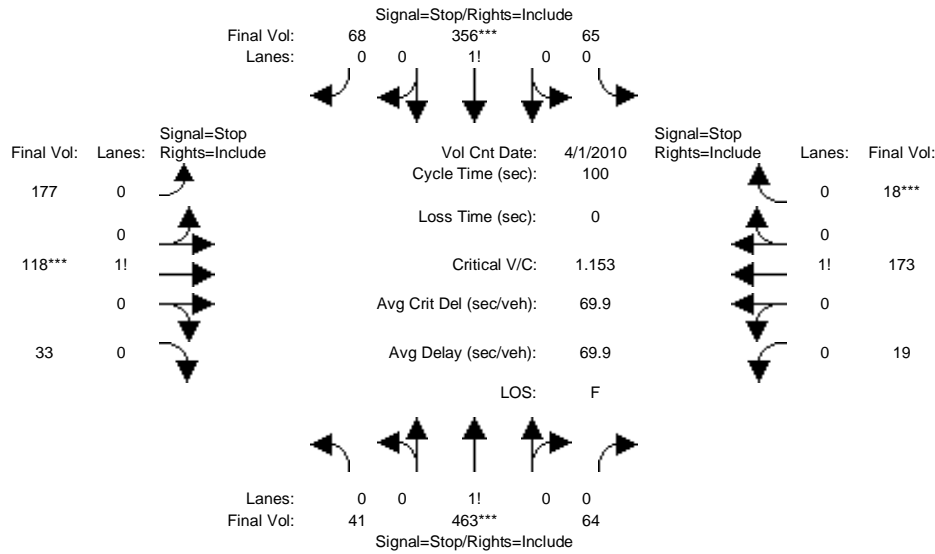 Signal=Stop/Rights=Include
Final Vol: 68 356*** 65
Lanes: 0 0 1! 0 0
Signal=Stop
Final Vol: Lanes: Rights=Include
Vol Cnt Date: 4/1/2010
Signal=Stop
Rights=Include Lanes: Final Vol:
Cycle Time (sec): 100
177 0
0 18***
Loss Time (sec): 0
0
0
118*** 1!
Critical V/C: 1.153
1! 173
0
Avg Crit Del (sec/veh): 69.9
0
33 0
Avg Delay (sec/veh): 69.9
0 19
LOS: F
Lanes: 0 0 1! 0 0
Final Vol: 41 463*** 64
Signal=Stop/Rights=Include